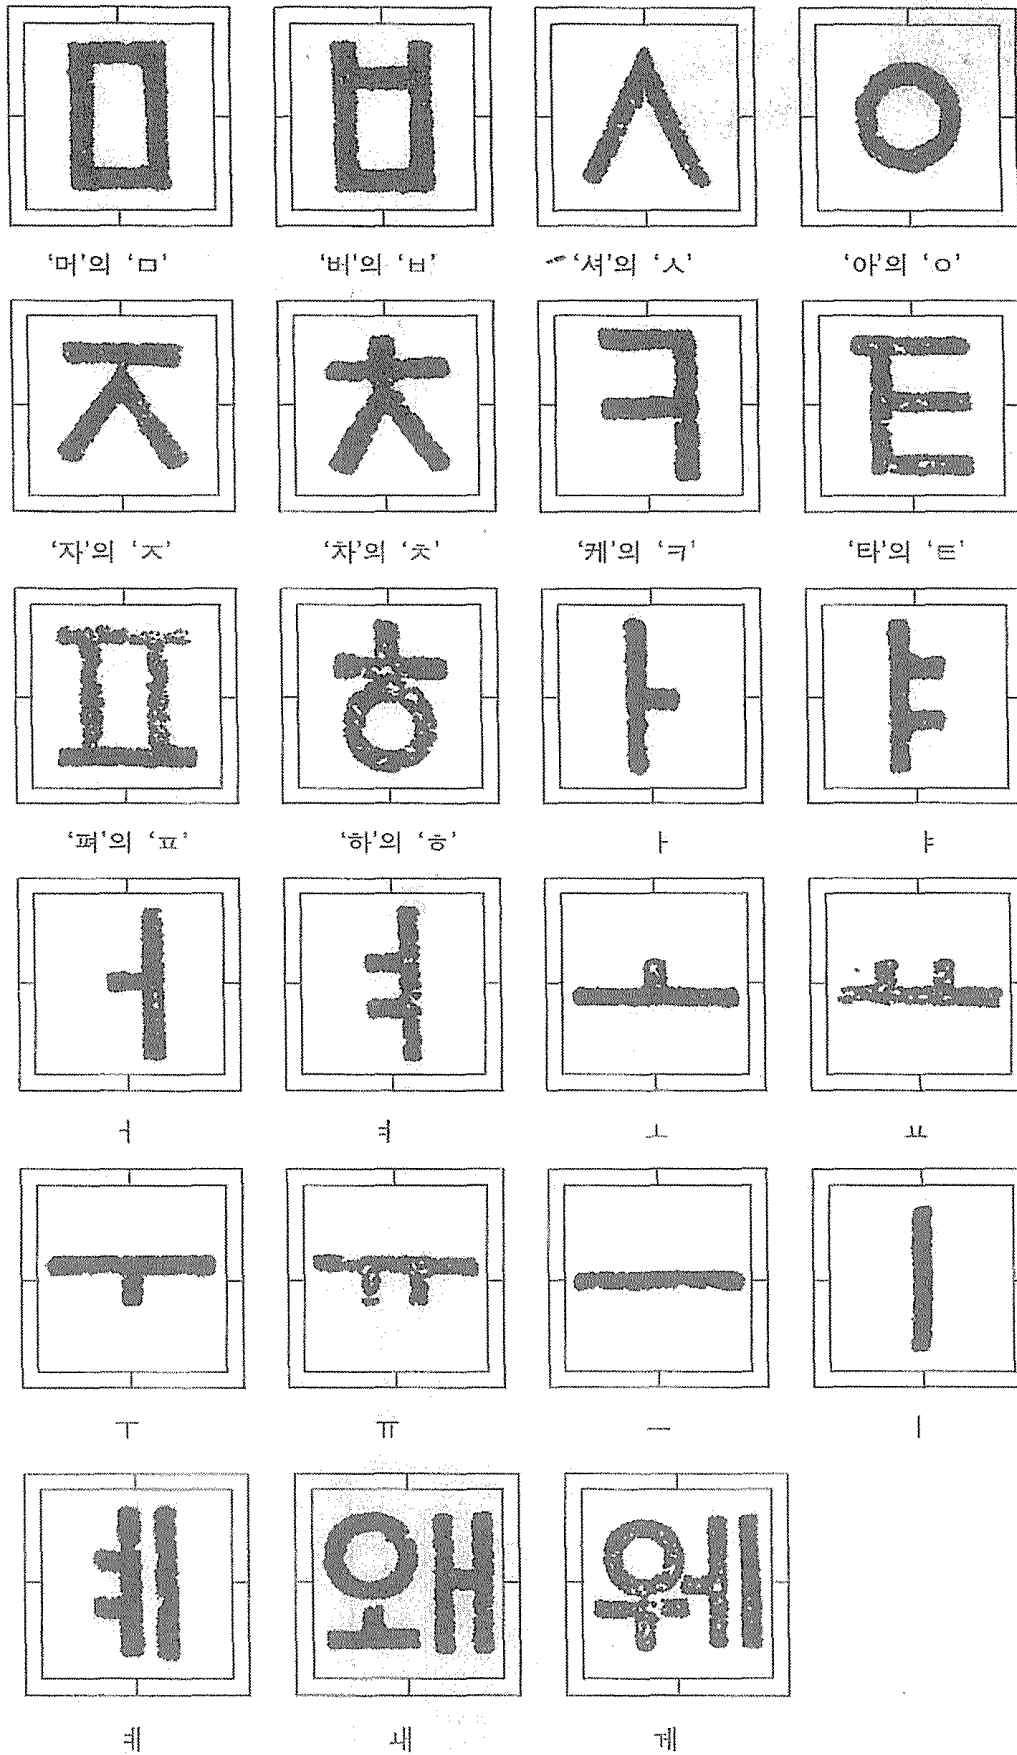 ㅁ ㅂ ㅅ ㅇ
'머'의 'ㅁ' '비'의 'ㅂ' '셔'의 'ㅅ' '아'의 'ㅇ'
ㅈ ㅊ ㅋ ㅌ
'자'의 'ㅈ' '차'의 'ㅊ' '케'의 'ㅋ' '타'의 'ㅌ'
ㅍ ㅎ ㅏ ㅑ
'펴'의 'ㅍ' '하'의 'ㅎ' ㅏ ㅑ
ㅓ ㅕ ㅗ ㅛ
ㅓ ㅕ ㅗ ㅛ
ㅜ ㅠ ㅡ ㅣ
ㅜ ㅠ ㅡ ㅣ
ㅖ 왜 웨
ㅖ ㅙ ㅞ